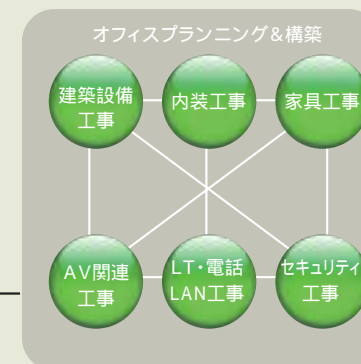 オフィスプランニング&構築
建築設備
工事
内装工事
家具工事
AV関連
工事
LT・電話
LAN工事
セキュリティ
工事